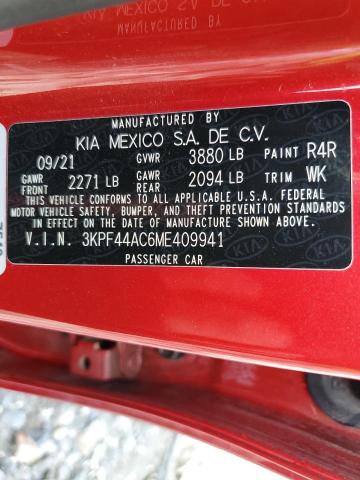 MANUFACTURED BY
KIA MEXICO S.A. DE C.V.
09/21 GVWR 3880 LB PAINT R4R
GAWR FRONT 2271 LB GAWR REAR 2094 LB TRIM WK
THIS VEHICLE CONFORMS TO ALL APPLICABLE U.S.A. FEDERAL
MOTOR VEHICLE SAFETY, BUMPER, AND THEFT PREVENTION STANDARDS
IN EFFECT ON THE DATE OF MANUFACTURE SHOWN ABOVE.
V.I.N. 3KPF44AC6ME409941
PASSENGER CAR